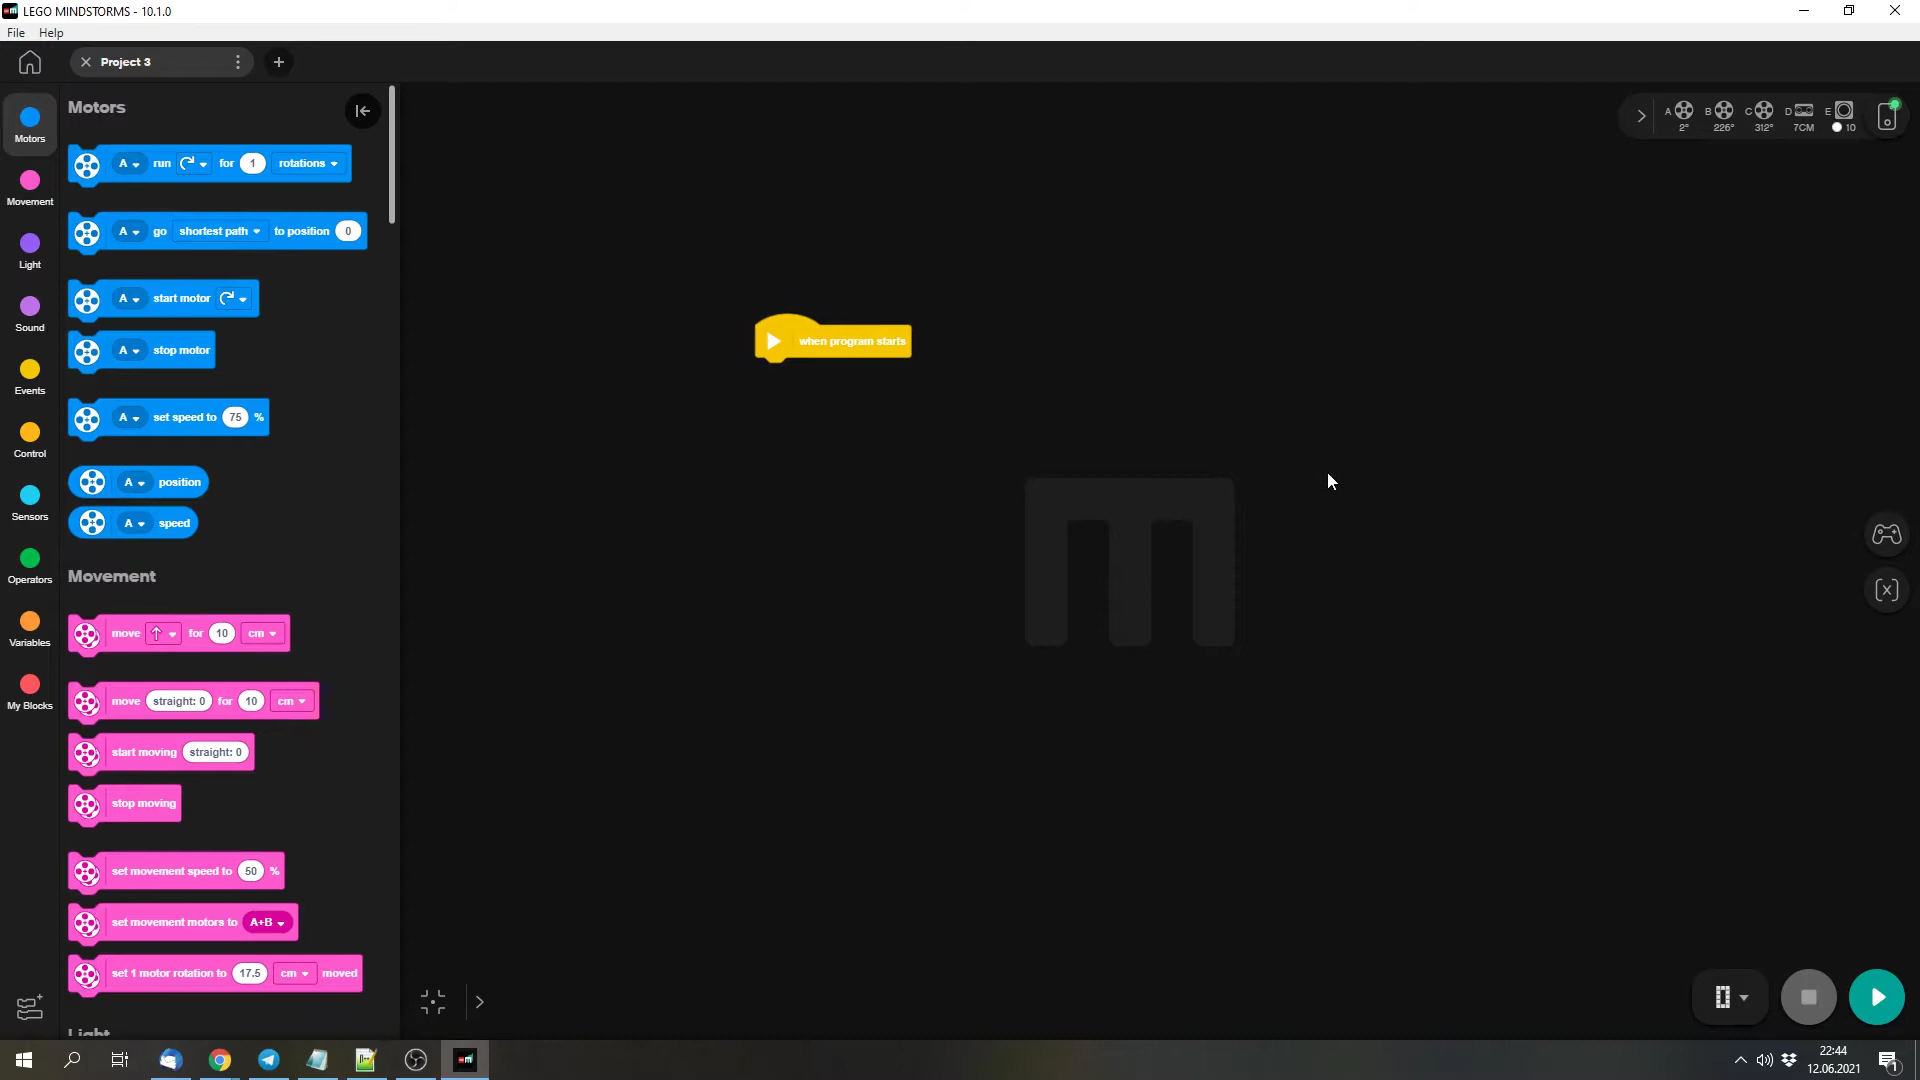 LEGO MINDSTORMS - 10.1.0
File Help
Project 3
Motors
Movement
Light
Sound
Events
Control
Sensors
Operators
Variables
My Blocks
Motors
A run for 1 rotations
A go shortest path to position 0
A start motor
A stop motor
A set speed to 75 %
A position
A speed
Movement
move for 10 cm
move straight: 0 for 10 cm
start moving straight: 0
stop moving
set movement speed to 50 %
set movement motors to A+B
set 1 motor rotation to 17.5 cm moved
Light
when program starts
A B C D E
2° 226° 312° 7CM 10
22:44
12.06.2021
1